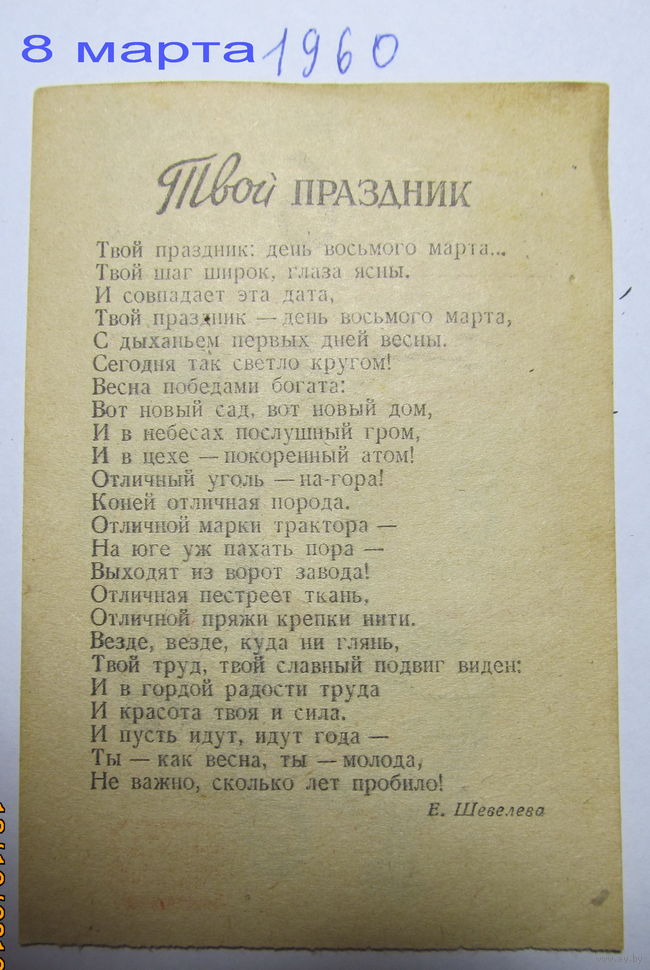 8 марта 1960
Твой ПРАЗДНИК
Твой праздник: день восьмого марта...
Твой шаг широк, глаза ясны.
И совпадает эта дата,
Твой праздник — день восьмого марта,
С дыханьем первых дней весны.
Сегодня так светло кругом!
Весна победами богата:
Вот новый сад, вот новый дом,
И в небесах послушный гром,
И в цехе — покоренный атом!
Отличный уголь — на-гора!
Коней отличная порода.
Отличной марки трактора —
На юге уж пахать пора —
Выходят из ворот завода!
Отличная пестреет ткань,
Отличной пряжи крепки нити.
Везде, везде, куда ни глянь,
Твой труд, твой славный подвиг виден:
И в гордой радости труда
И красота твоя и сила.
И пусть идут, идут года —
Ты — как весна, ты — молода,
Не важно, сколько лет пробило!
Е. Шевелева